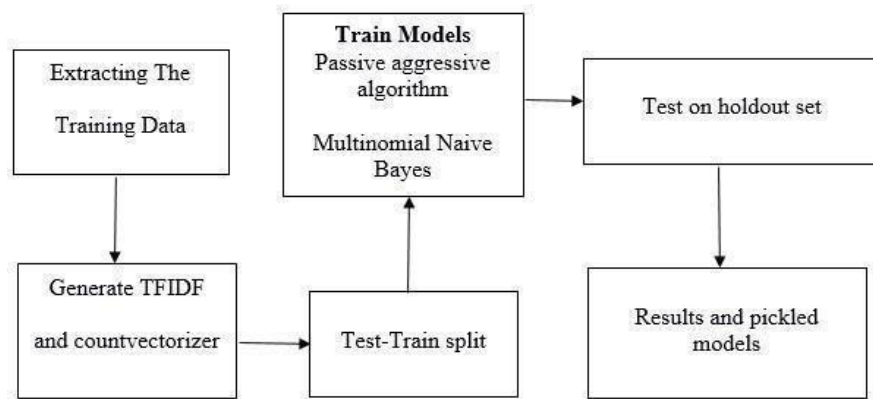 Extracting The
Training Data
Generate TFIDF
and countvectorizer
Test-Train split
Train Models
Passive aggressive
algorithm
Multinomial Naive
Bayes
Test on holdout set
Results and pickled
models